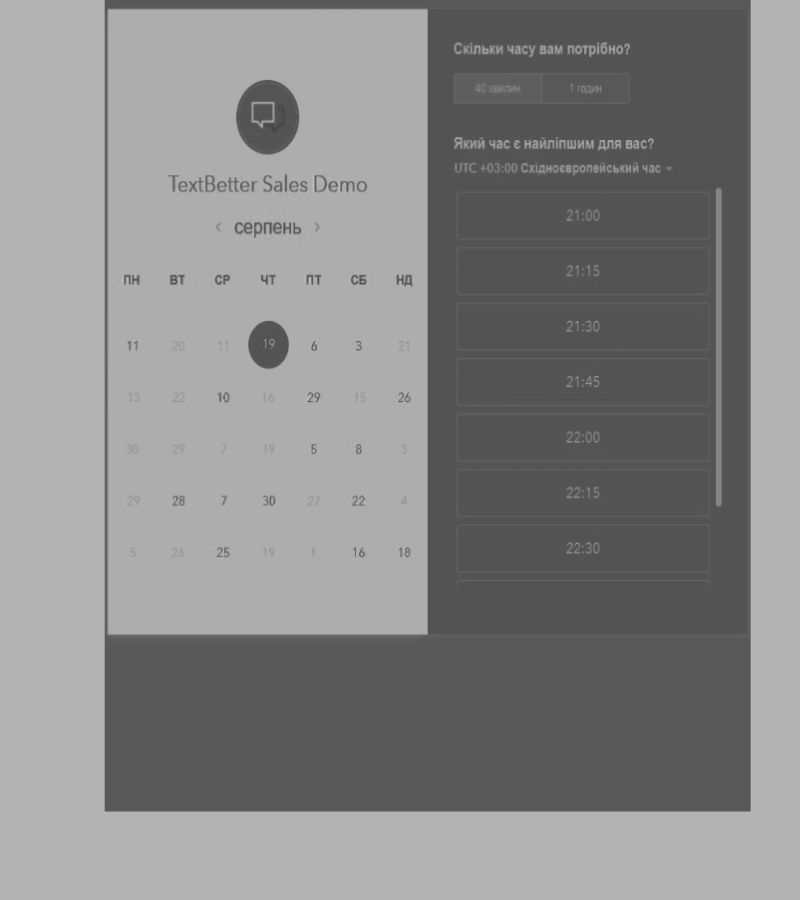 TextBetter Sales Demo
‹ серпень ›
ПН ВТ СР ЧТ ПТ СБ НД
11 20 11 19 6 3 21
13 22 10 16 29 15 26
30 29 7 19 5 8 3
29 28 7 30 27 22 4
5 26 25 19 1 16 18
Скільки часу вам потрібно?
40 хвилин 1 годин
Який час є найліпшим для вас?
UTC +03:00 Східноєвропейський час
21:00
21:15
21:30
21:45
22:00
22:15
22:30